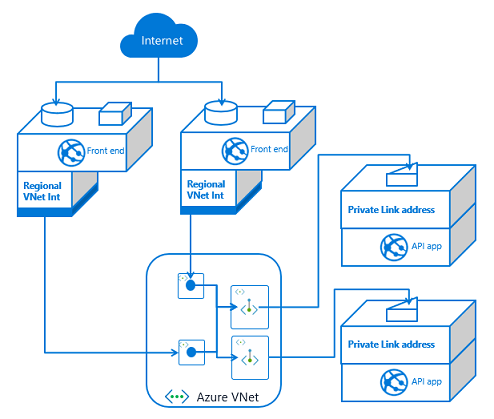 Internet
Front end
Front end
Regional
VNet Int
Regional
VNet Int
Private Link address
API app
Private Link address
API app
Azure VNet